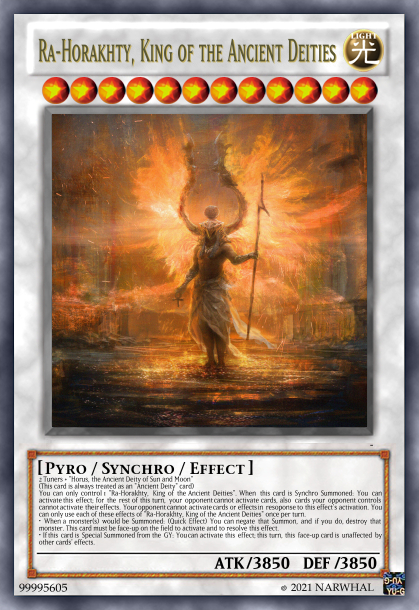 Ra-Horakhty, King of the Ancient Deities
LIGHT
光
[Pyro / Synchro / Effect]
2 Tuners + "Horus, the Ancient Deity of Sun and Moon"
(This card is always treated as an "Ancient Deity" card)
You can only control 1 "Ra-Horakhty, King of the Ancient Deities". When this card is Synchro Summoned: You can
activate this effect; for the rest of this turn, your opponent cannot activate cards, also cards your opponent controls
cannot activate their effects. Your opponent cannot activate cards or effects in resoponse to this effect's activation. You
can only use each of these effects of "Ra-Horakhty, King of the Ancient Deities" once per turn.
• When a monster(s) would be Summoned: (Quick Effect) You can negate that Summon, and if you do, destroy that
monster. This card must be face-up on the field to activate and to resolve this effect.
• If this card is Special Summoned from the GY: You can activate this effect; this turn, this face-up card is unaffected by
other cards' effects.
ATK/3850 DEF/3850
99995605
© 2021 NARWHAL
YU-G